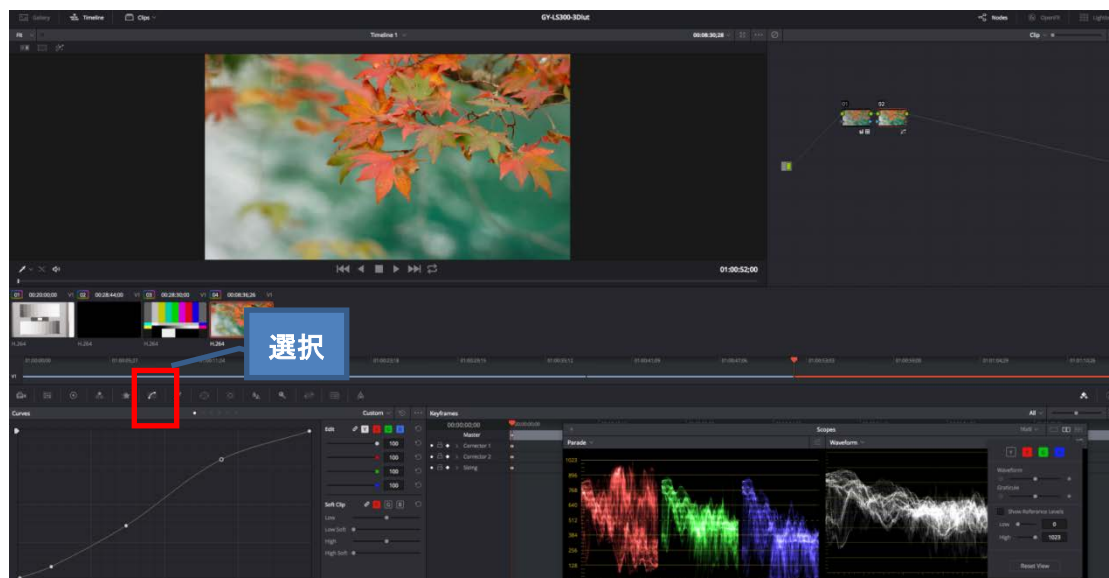 Gallery Timeline Clips GY-LS300-3Dlut Nodes OpenFX
Fit Timeline 1 00:08:30;28 Clip
01 02
01:00:52;00
01 00:20:00;00 V1 02 00:28:44;00 V1 03 00:28:30;00 V1 04 00:08:36;26 V1
H.264 H.264 H.264 H.264
選択
V1
Curves Custom Keyframes All
00:00:00;00
Scopes
Edit Master
100 Corrector 1 Parade Waveform
100 Corrector 2
100 Sizing 1023
100 896 Waveform
768 Graticule
Soft Clip 640 Show Reference Levels
Low 512 Low 0
Low Soft 384 High 1023
High 256
High Soft 128 Reset View